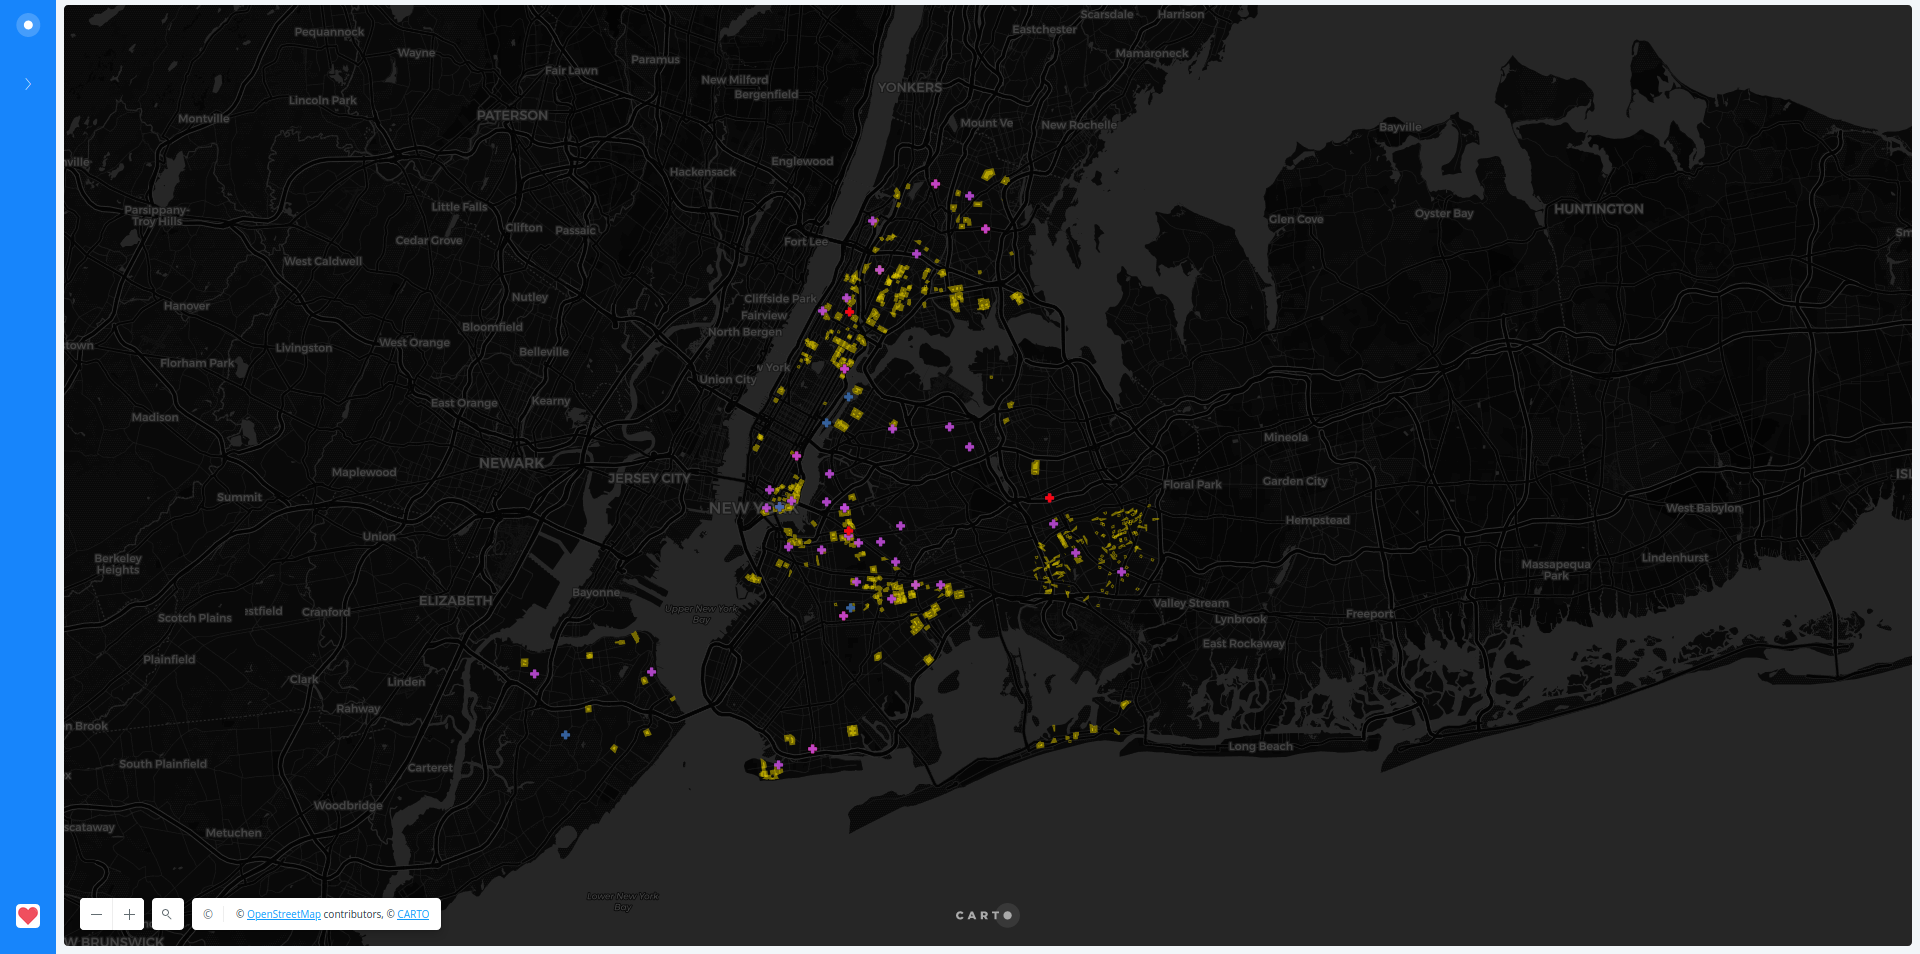 Scarsdale
Harrison
Eastchester
Pequannock
Wayne
Mamaroneck
Paramus
Fair Lawn
New Milford
YONKERS
Bergenfield
Lincoln Park
PATERSON
Montville
Mount Ve
New Rochelle
Bayville
Englewood
ville
Hackensack
Little Falls
Parsippany-
Troy Hills
HUNTINGTON
Oyster Bay
Glen Cove
Clifton
Passaic
Sm
Cedar Grove
Fort Lee
West Caldwell
Nutley
Cliffside Park
Hanover
Fairview
Bloomfield
North Bergen
town
Livingston
West Orange
Belleville
Florham Park
York
Union City
East Orange
Kearny
Madison
Mineola
NEWARK
Maplewood
JERSEY CITY
ISL
Floral Park
Garden City
Summit
NEW YO
West Babylon
Hempstead
Union
Berkeley
Heights
Lindenhurst
Massapequa
Park
Bayonne
ELIZABETH
Valley Stream
Upper New York
Bay
estfield
Cranford
Scotch Plains
Freeport
Lynbrook
East Rockaway
Plainfield
Clark
Linden
Rahway
n Brook
Long Beach
South Plainfield
Carteret
Woodbridge
scataway
Metuchen
Lower New York
Bay
© © OpenStreetMap contributors, © CARTO
CARTO
W BRUNSWICK